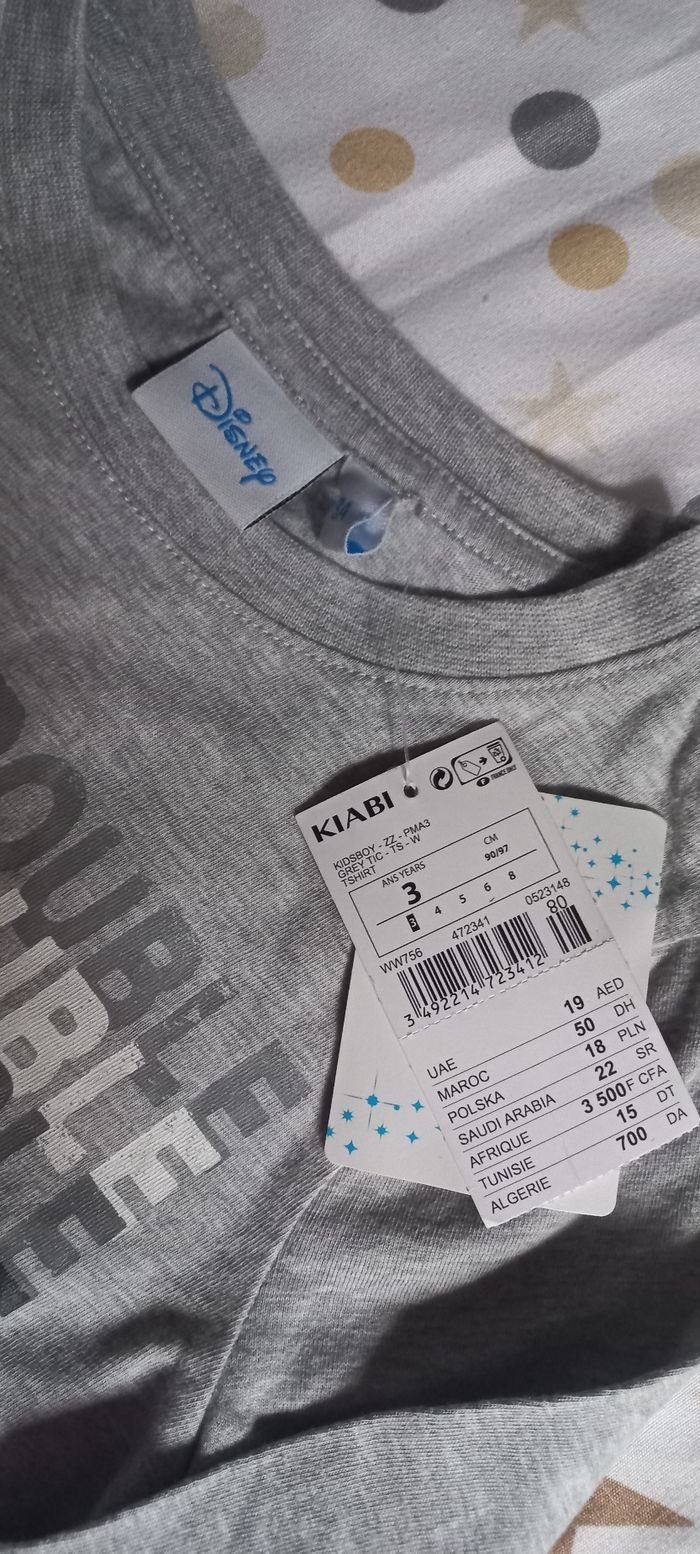 DISNEY
KIABI
FRANCE ONLY
KIDSBOY - ZZ - PMA3
GREY TIC - TS - W
TSHIRT
ANS YEARS
CM
3
90/97
3 4 5 6 8
WW756 472341 0523148
80
3 492214 723412
UAE 19 AED
MAROC 50 DH
POLSKA 18 PLN
SAUDI ARABIA 22 SR
AFRIQUE 3 500 F CFA
TUNISIE 15 DT
ALGERIE 700 DA